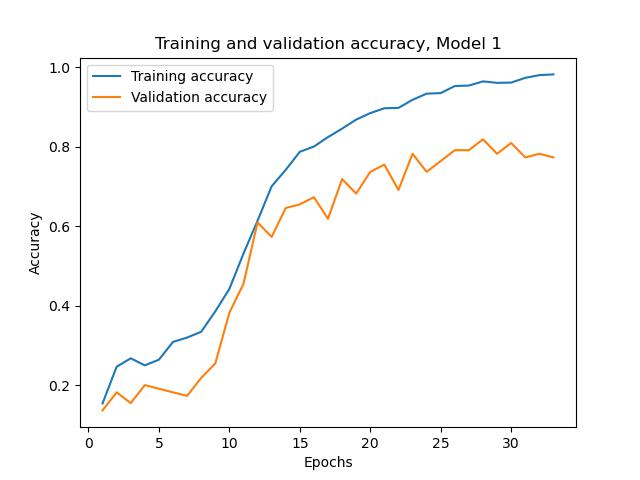 Training and validation accuracy, Model 1
Training accuracy
Validation accuracy
1.0
0.8
0.6
0.4
0.2
Accuracy
0 5 10 15 20 25 30
Epochs